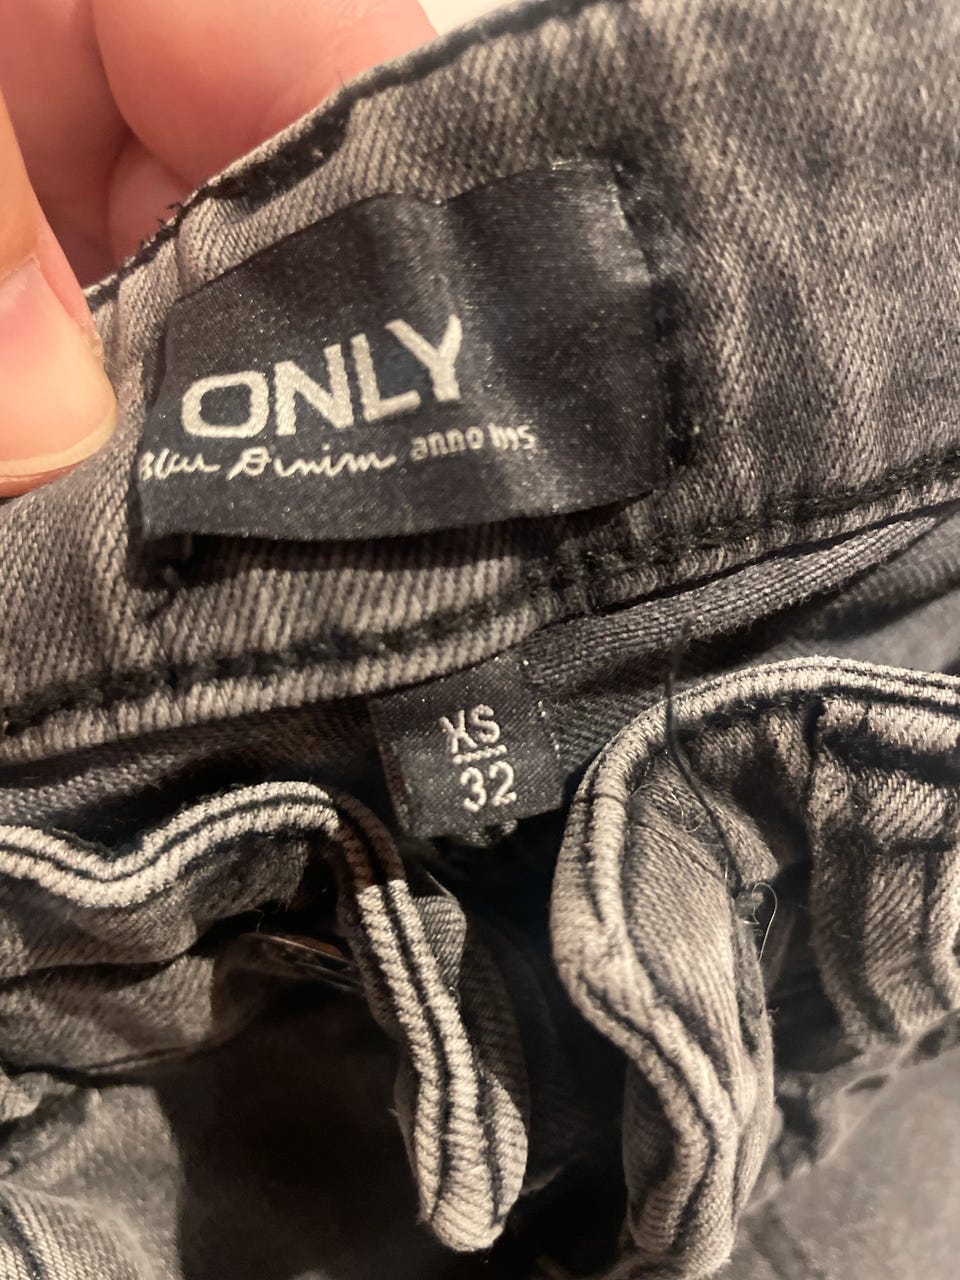 ONLY
Blue Denim anno 1995
XS
32